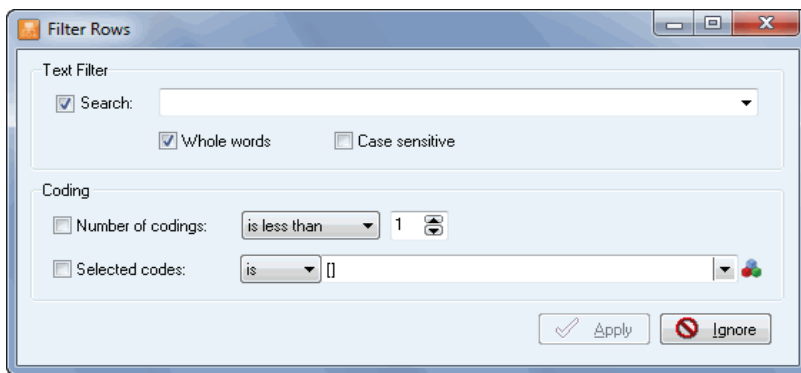 Filter Rows
Text Filter
Search:
Whole words Case sensitive
Coding
Number of codings: is less than 1
Selected codes: is []
Apply Ignore